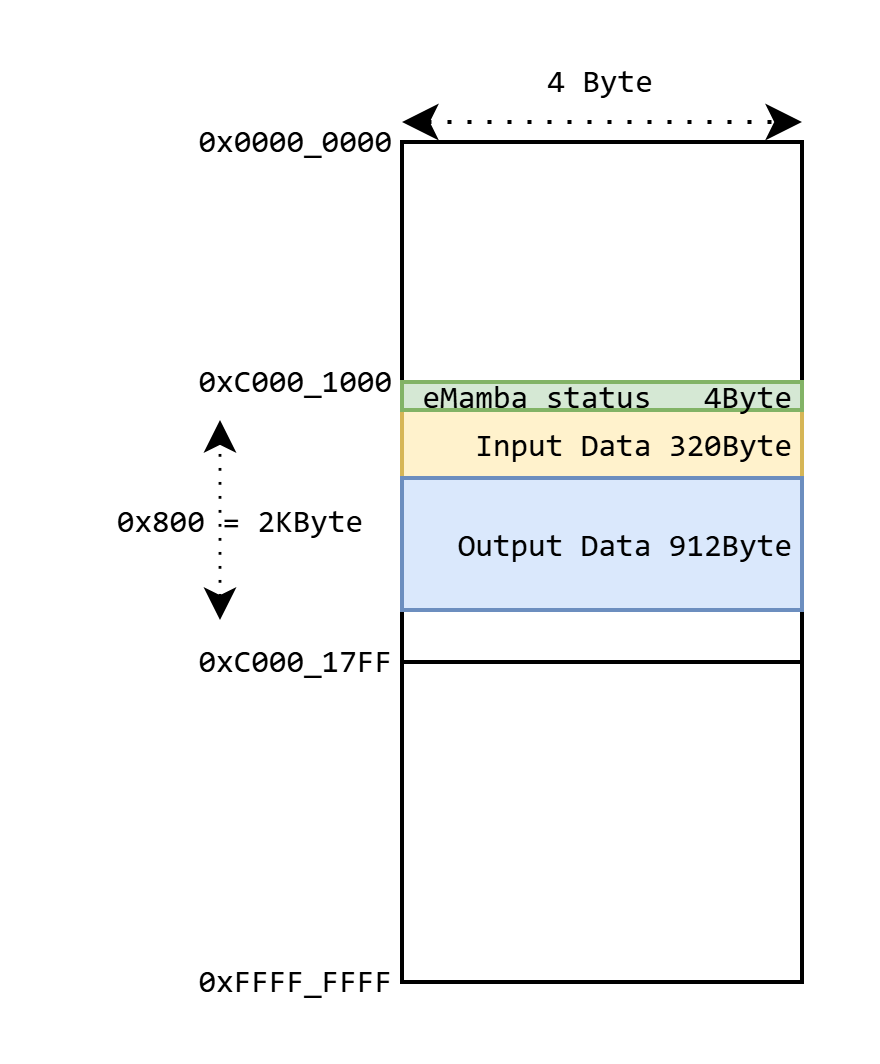 4 Byte
0x0000_0000
0xC000_1000
eMamba status   4Byte
Input Data 320Byte
0x800 = 2KByte
Output Data 912Byte
0xC000_17FF
0xFFFF_FFFF